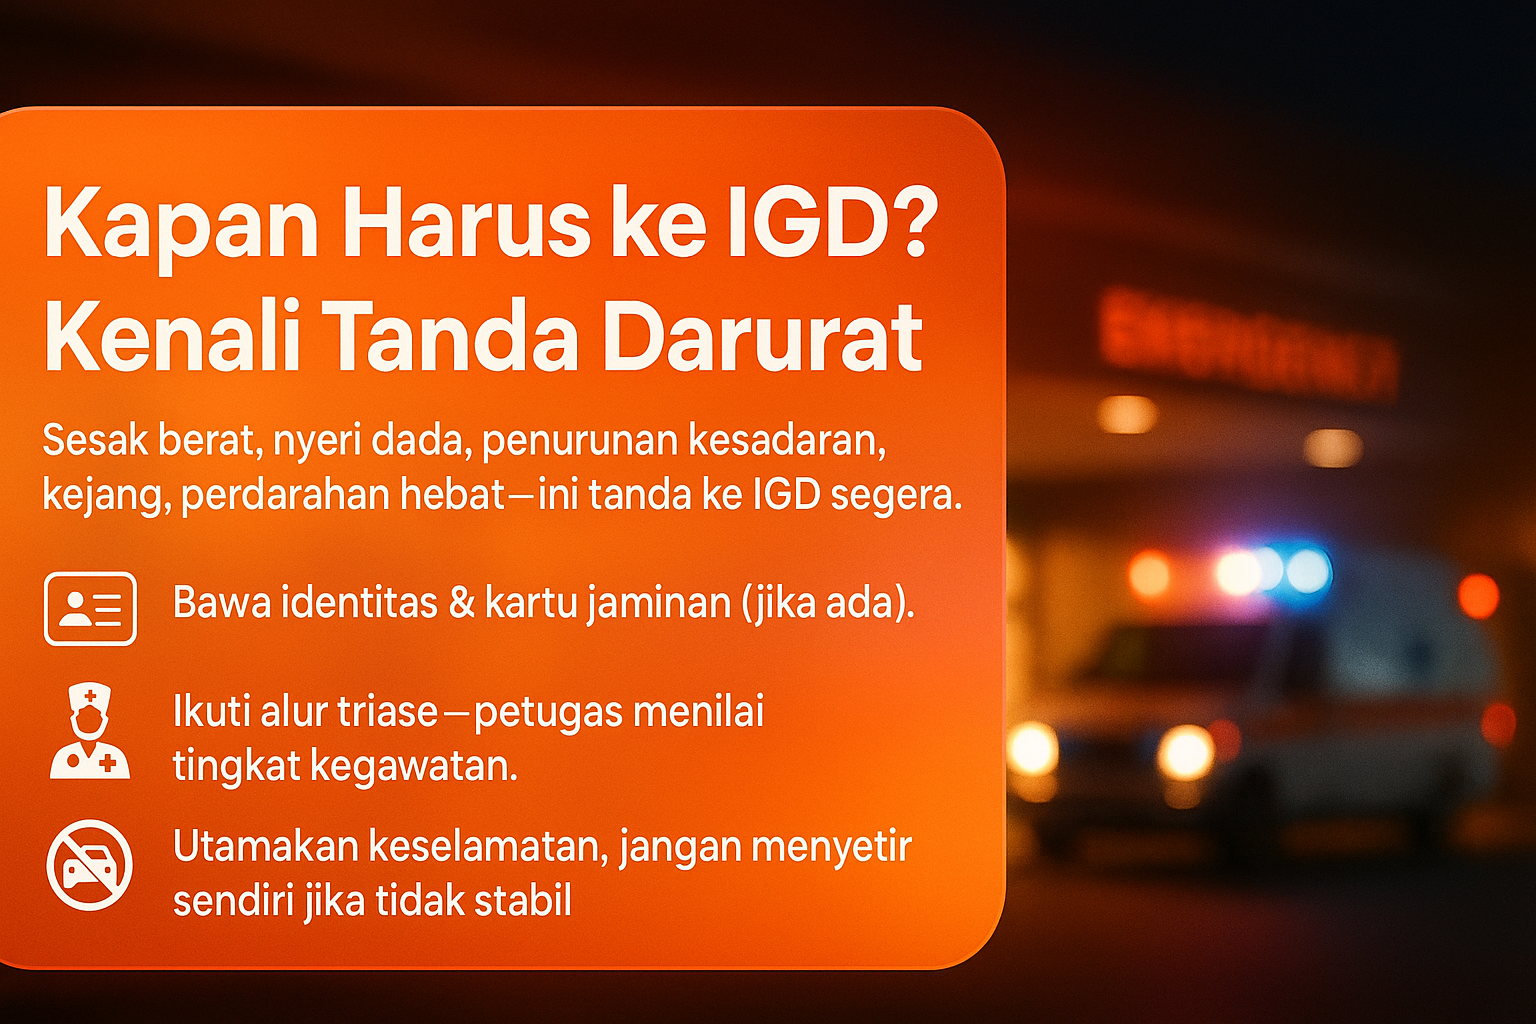 Kapan Harus ke IGD?
Kenali Tanda Darurat
Sesak berat, nyeri dada, penurunan kesadaran,
kejang, perdarahan hebat—ini tanda ke IGD segera.
Bawa identitas & kartu jaminan (jika ada).
Ikuti alur triase—petugas menilai
tingkat kegawatan.
Utamakan keselamatan, jangan menyetir
sendiri jika tidak stabil
EMERGENCY